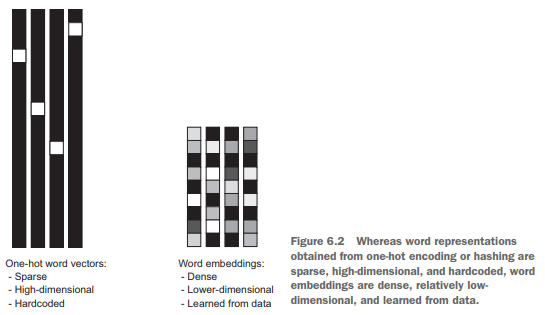 One-hot word vectors:
- Sparse
- High-dimensional
- Hardcoded
Word embeddings:
- Dense
- Lower-dimensional
- Learned from data
Figure 6.2 Whereas word representations
obtained from one-hot encoding or hashing are
sparse, high-dimensional, and hardcoded, word
embeddings are dense, relatively low-
dimensional, and learned from data.